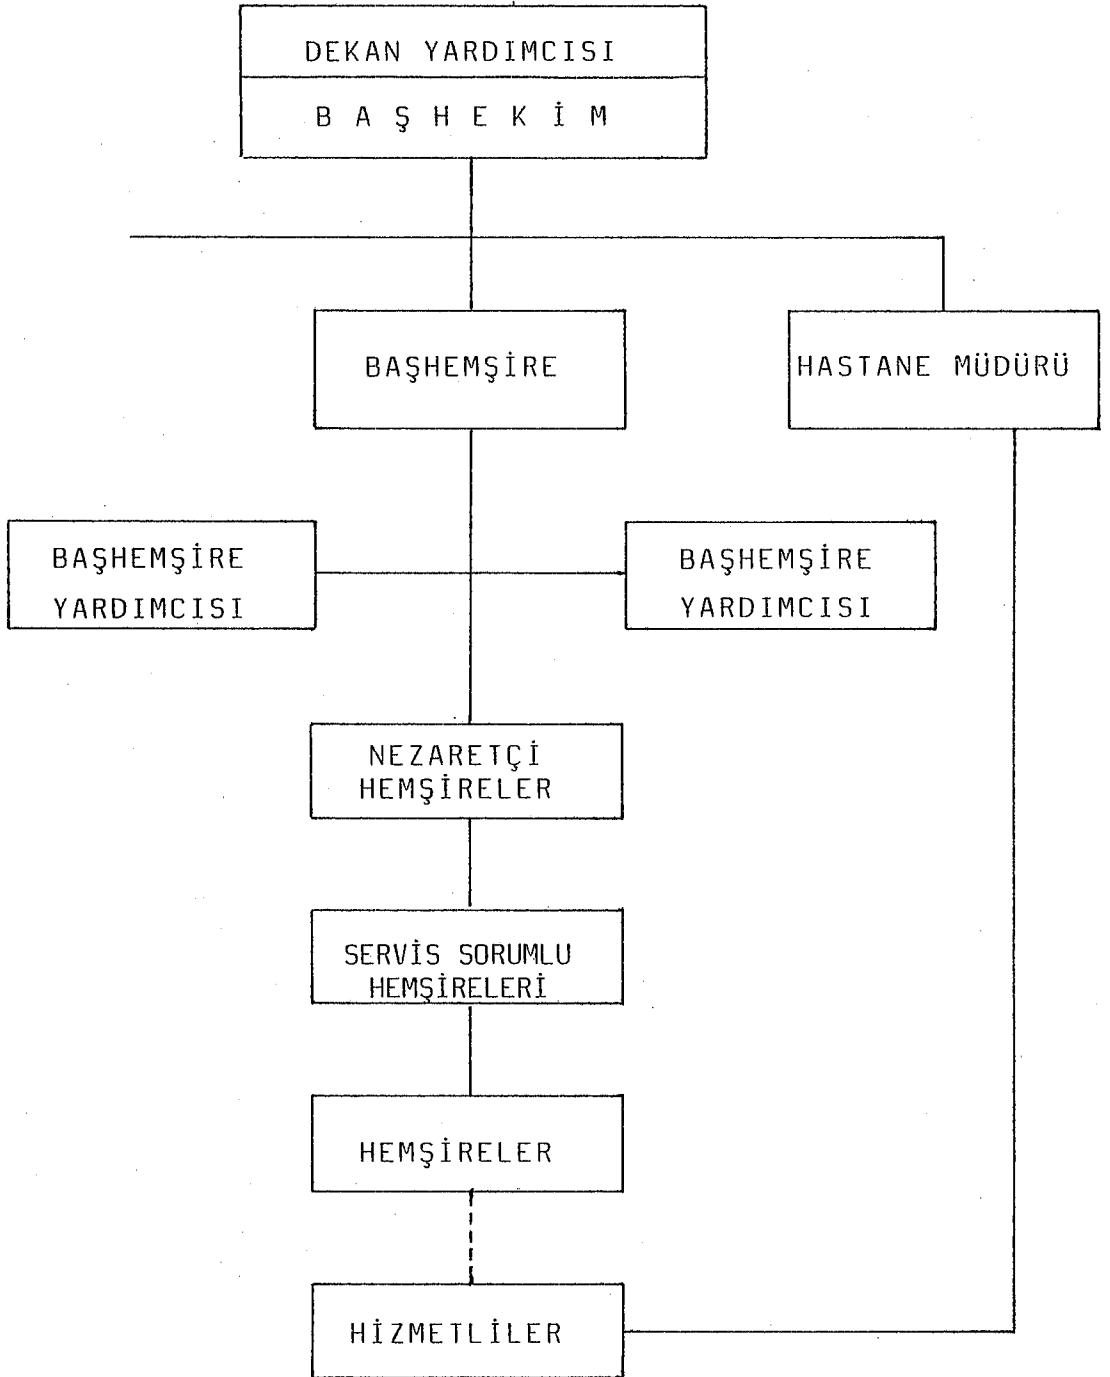 DEKAN YARDIMCISI
BAŞHEKİM
BAŞHEMŞİRE
HASTANE MÜDÜRÜ
BAŞHEMŞİRE
YARDIMCISI
BAŞHEMŞİRE
YARDIMCISI
NEZARETÇİ
HEMŞİRELER
SERVİS SORUMLU
HEMŞİRELERİ
HEMŞİRELER
HİZMETLİLER